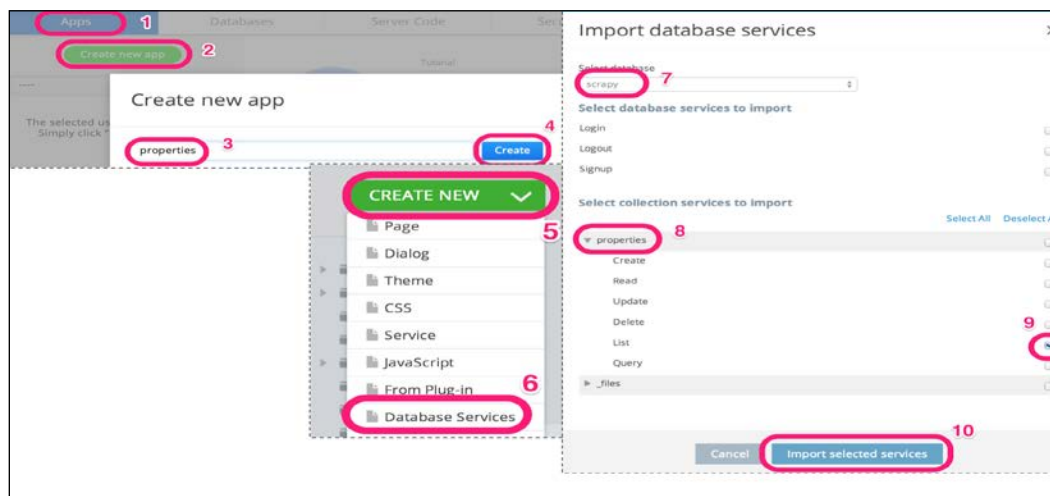 Apps 1 Databases Server Code Sec
Create new app 2
Tutorial
The selected us
Simply click "
Create new app
properties 3 4 Create
CREATE NEW 5
Page
Dialog
Theme
CSS
Service
JavaScript
From Plug-in 6
Database Services
Import database services
Select database
scrapy 7
Select database services to import
Login
Logout
Signup
Select collection services to import
Select All Deselect A
properties 8
Create
Read
Update
Delete
List 9
Query
_files
Cancel Import selected services 10